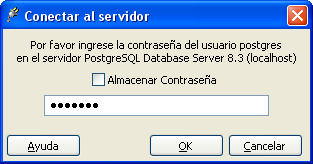 Conectar al servidor
Por favor ingrese la contraseña del usuario postgres
en el servidor PostgreSQL Database Server 8.3 (localhost)
Almacenar Contraseña
•••••••
Ayuda
OK
Cancelar